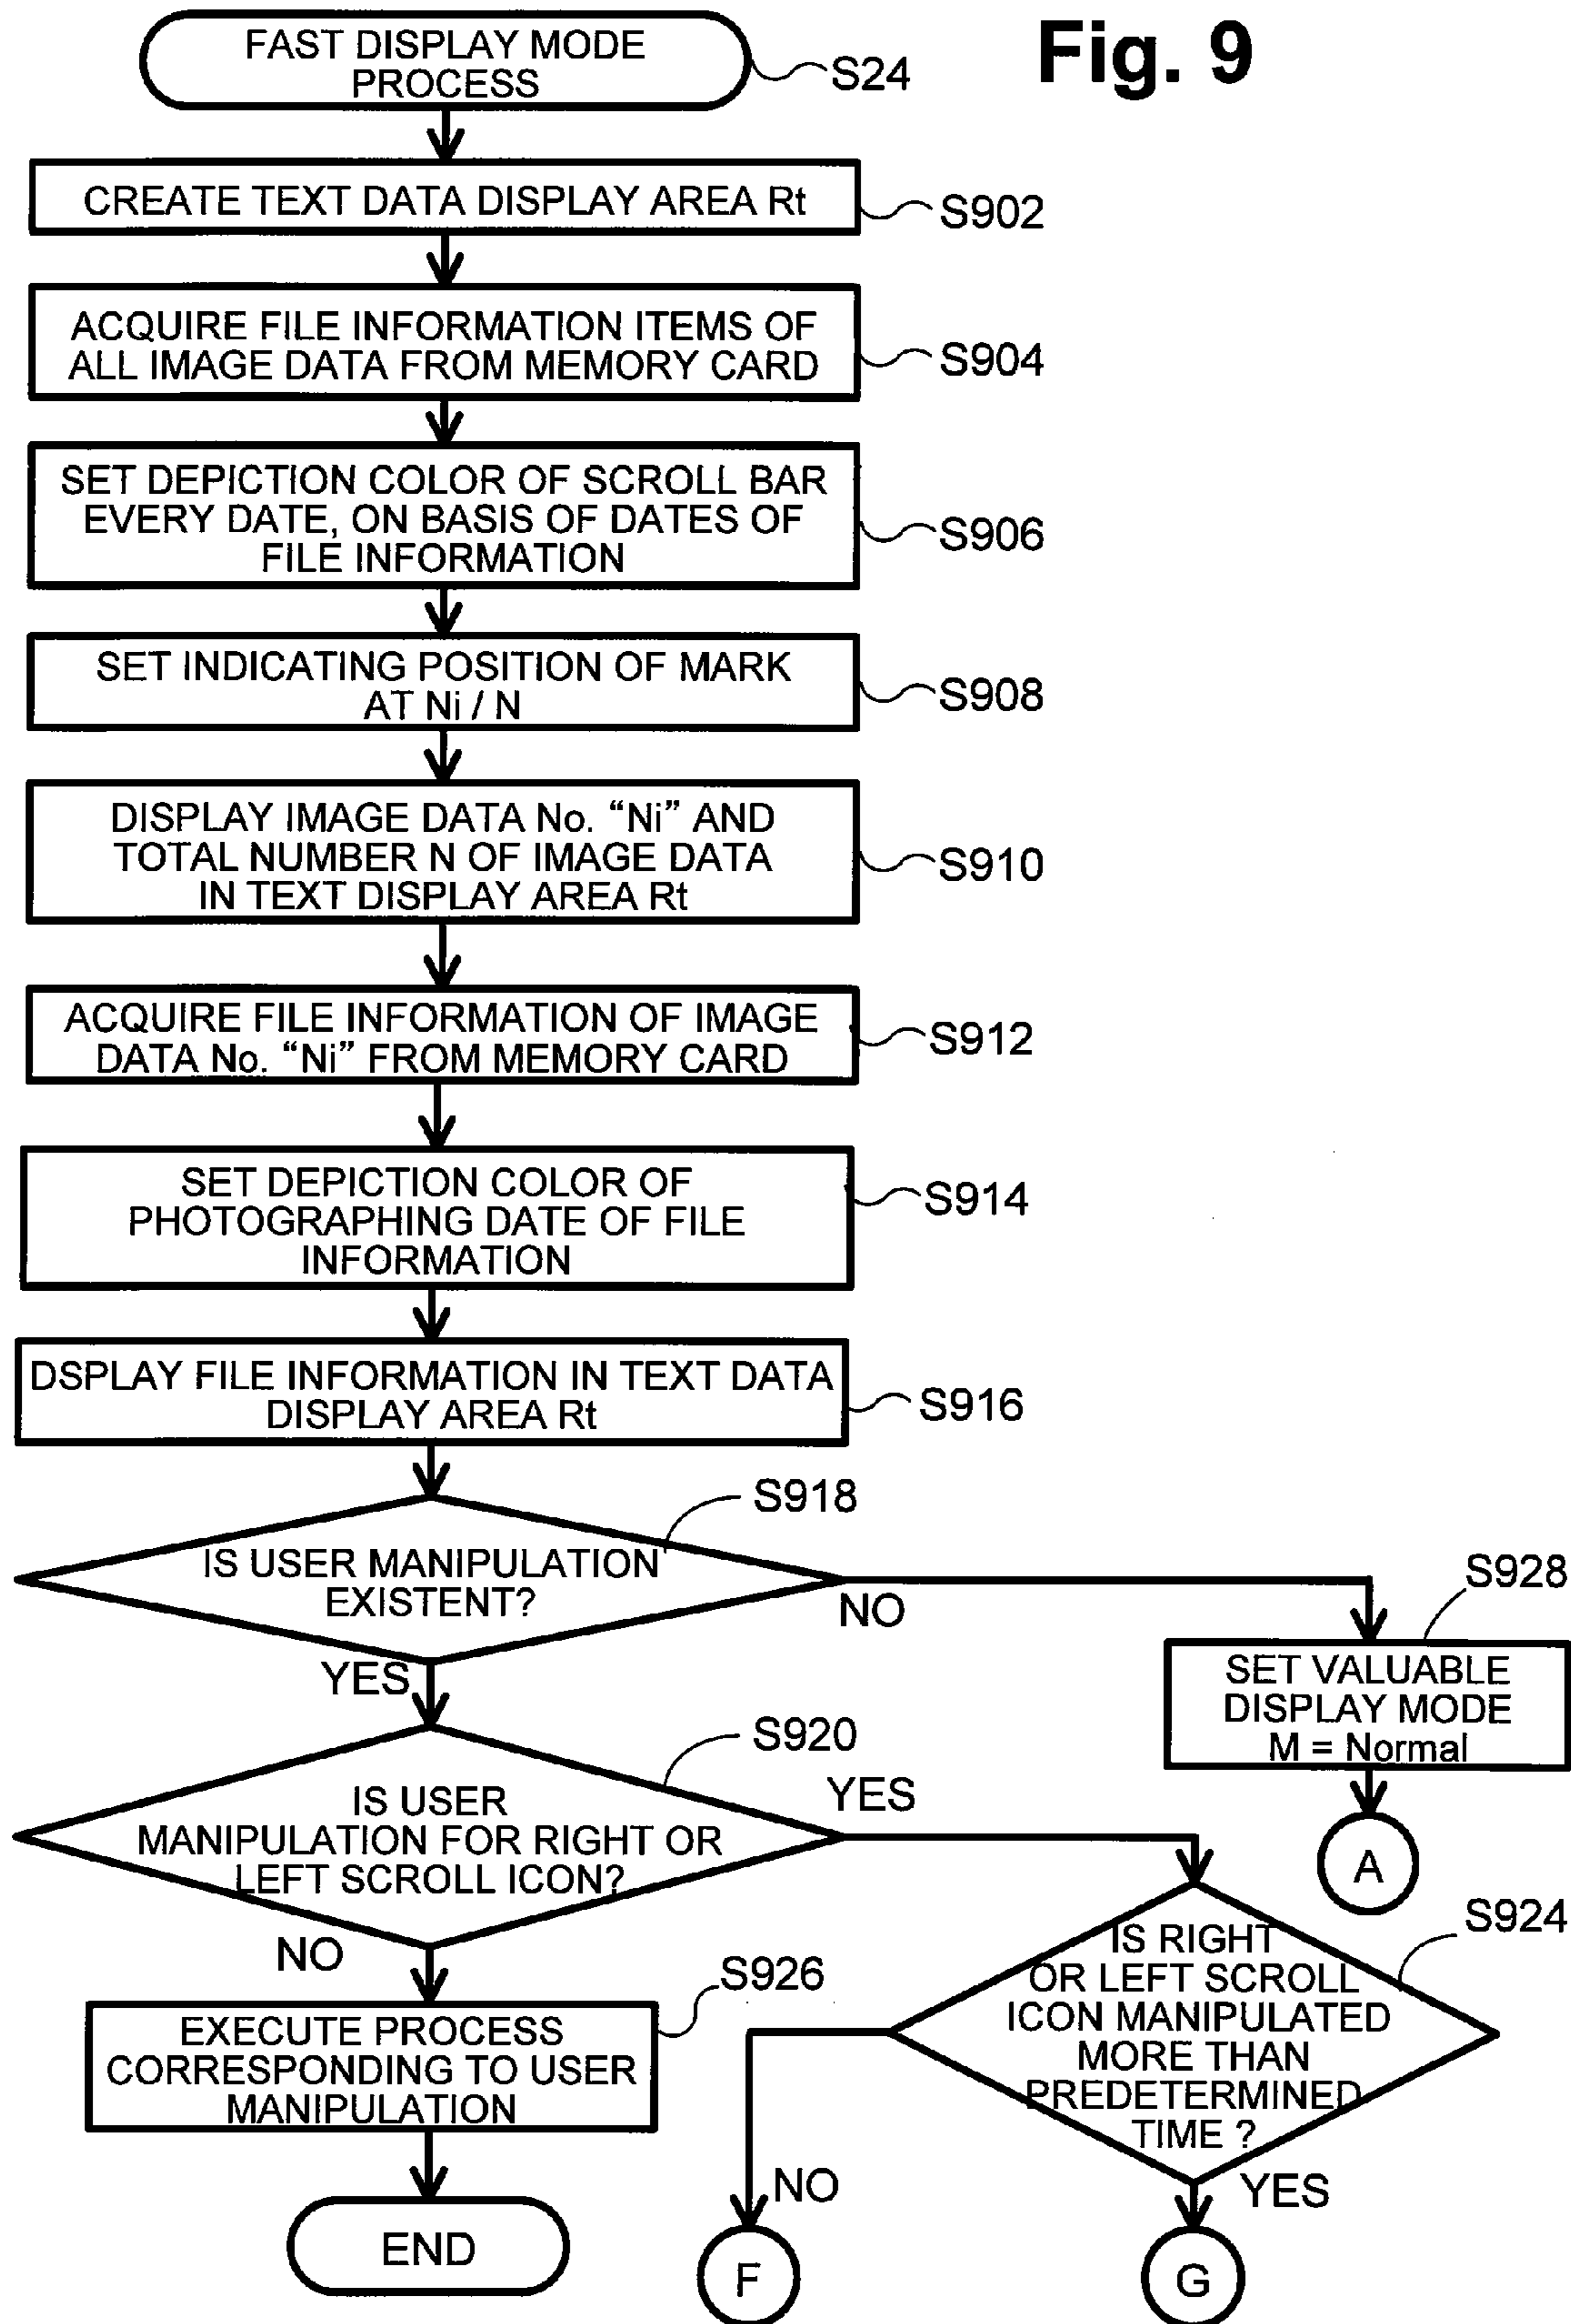 Fig. 9
FAST DISPLAY MODE
PROCESS
S24
CREATE TEXT DATA DISPLAY AREA Rt
S902
ACQUIRE FILE INFORMATION ITEMS OF
ALL IMAGE DATA FROM MEMORY CARD
S904
SET DEPICTION COLOR OF SCROLL BAR
EVERY DATE, ON BASIS OF DATES OF
FILE INFORMATION
S906
SET INDICATING POSITION OF MARK
AT Ni / N
S908
DISPLAY IMAGE DATA No. “Ni” AND
TOTAL NUMBER N OF IMAGE DATA
IN TEXT DISPLAY AREA Rt
S910
ACQUIRE FILE INFORMATION OF IMAGE
DATA No. “Ni” FROM MEMORY CARD
S912
SET DEPICTION COLOR OF
PHOTOGRAPHING DATE OF FILE
INFORMATION
S914
DSPLAY FILE INFORMATION IN TEXT DATA
DISPLAY AREA Rt
S916
S918
IS USER MANIPULATION
EXISTENT?
NO
YES
S928
SET VALUABLE
DISPLAY MODE
M = Normal
A
S920
IS USER
MANIPULATION FOR RIGHT OR
LEFT SCROLL ICON?
YES
NO
S924
IS RIGHT
OR LEFT SCROLL
ICON MANIPULATED
MORE THAN
PREDETERMINED
TIME ?
S926
EXECUTE PROCESS
CORRESPONDING TO USER
MANIPULATION
NO
YES
END
F
G